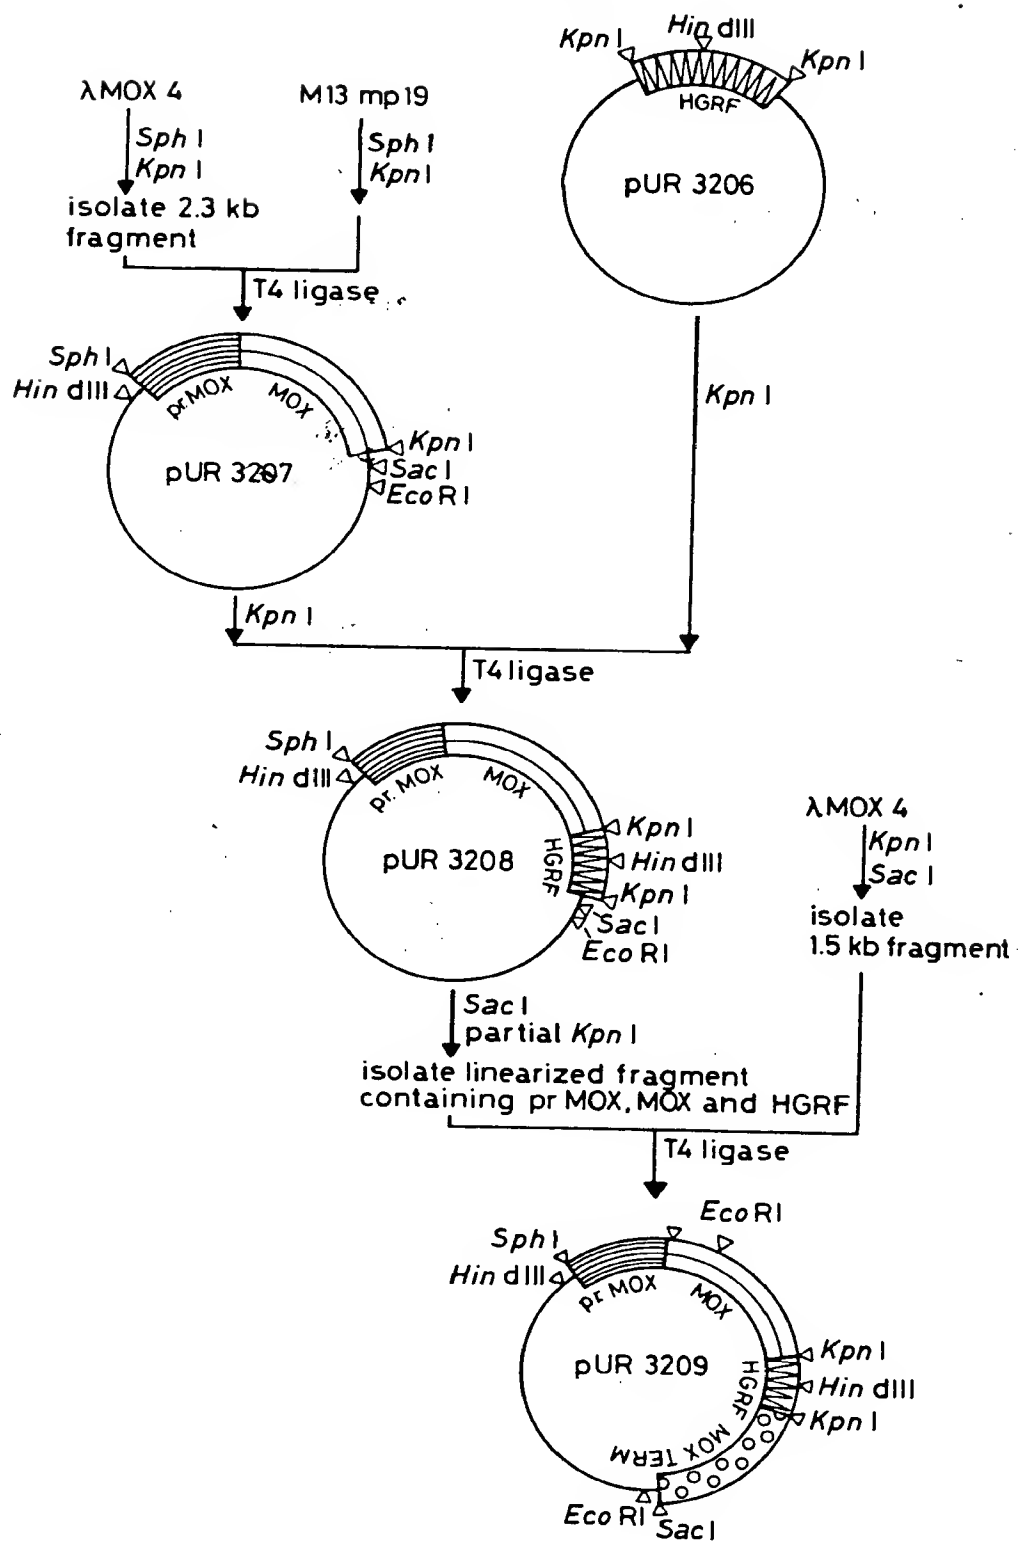 Kpn I
Hin dIII
Kpn I
HGRF
pUR 3206
λMOX 4
Sph I
Kpn I
isolate 2.3 kb
fragment
M13 mp19
Sph I
Kpn I
T4 ligase
Sph I
Hin dIII
pr.MOX
MOX
Kpn I
Sac I
Eco RI
pUR 3207
Kpn I
Kpn I
T4 ligase
Sph I
Hin dIII
pr. MOX
MOX
HGRF
Kpn I
Hin dIII
Kpn I
Sac I
Eco RI
pUR 3208
λMOX 4
Kpn I
Sac I
isolate
1.5 kb fragment
Sac I
partial Kpn I
isolate linearized fragment
containing pr MOX, MOX and HGRF
T4 ligase
Eco RI
Sph I
Hin dIII
pr MOX
MOX
pUR 3209
HGRF
Kpn I
Hin dIII
Kpn I
MOX TERM
Eco RI
Sac I